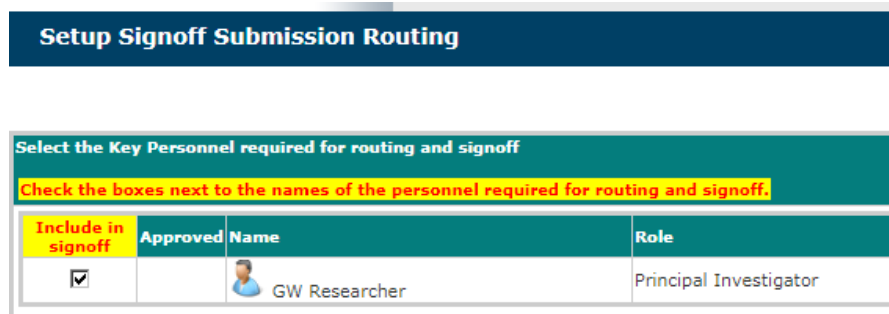 Setup Signoff Submission Routing
Select the Key Personnel required for routing and signoff
Check the boxes next to the names of the personnel required for routing and signoff.
Include in signoff Approved Name Role
GW Researcher Principal Investigator